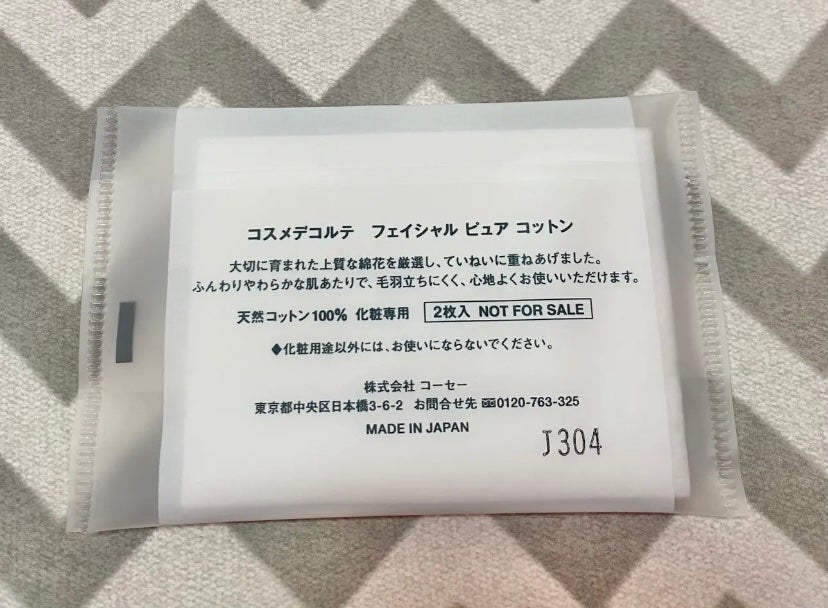 コスメデコルテ　フェイシャル ピュア コットン
大切に育まれた上質な綿花を厳選し、ていねいに重ねあげました。
ふんわりやわらかな肌あたりで、毛羽立ちにくく、心地よくお使いいただけます。
天然コットン100% 化粧専用 2枚入 NOT FOR SALE
◆化粧用途以外には、お使いにならないでください。
株式会社 コーセー
東京都中央区日本橋3-6-2 お問合せ先 0120-763-325
MADE IN JAPAN
J304